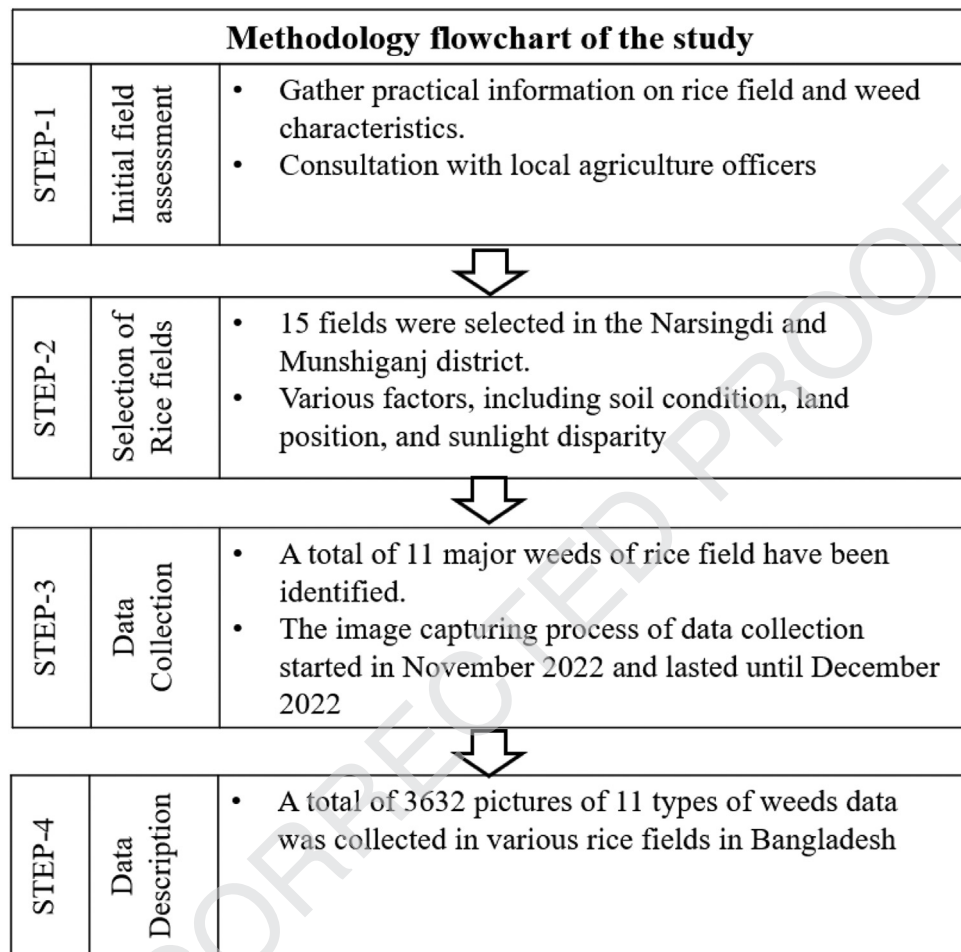 Methodology flowchart of the study
STEP-1
Initial field
assessment
• Gather practical information on rice field and weed
characteristics.
• Consultation with local agriculture officers
STEP-2
Selection of
Rice fields
• 15 fields were selected in the Narsingdi and
Munshiganj district.
• Various factors, including soil condition, land
position, and sunlight disparity
STEP-3
Data
Collection
• A total of 11 major weeds of rice field have been
identified.
• The image capturing process of data collection
started in November 2022 and lasted until December
2022
STEP-4
Data
Description
• A total of 3632 pictures of 11 types of weeds data
was collected in various rice fields in Bangladesh
ORRECTED PROOF